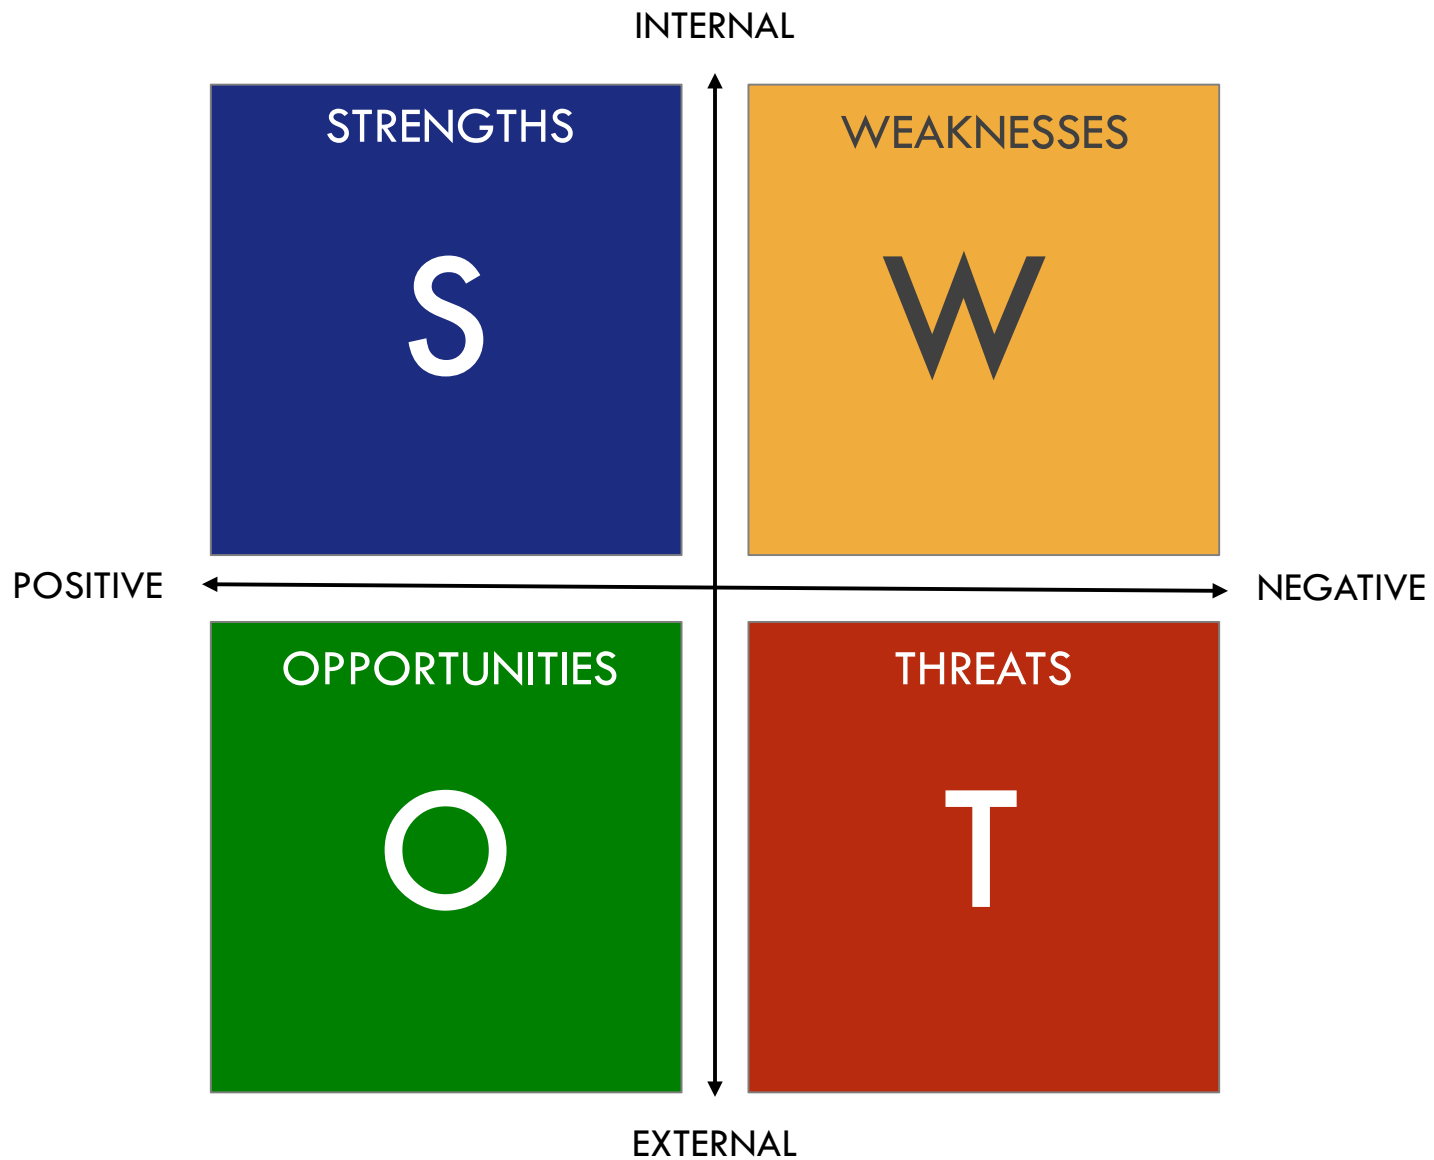 INTERNAL
STRENGTHS
WEAKNESSES
S
W
POSITIVE
NEGATIVE
OPPORTUNITIES
THREATS
O
T
EXTERNAL